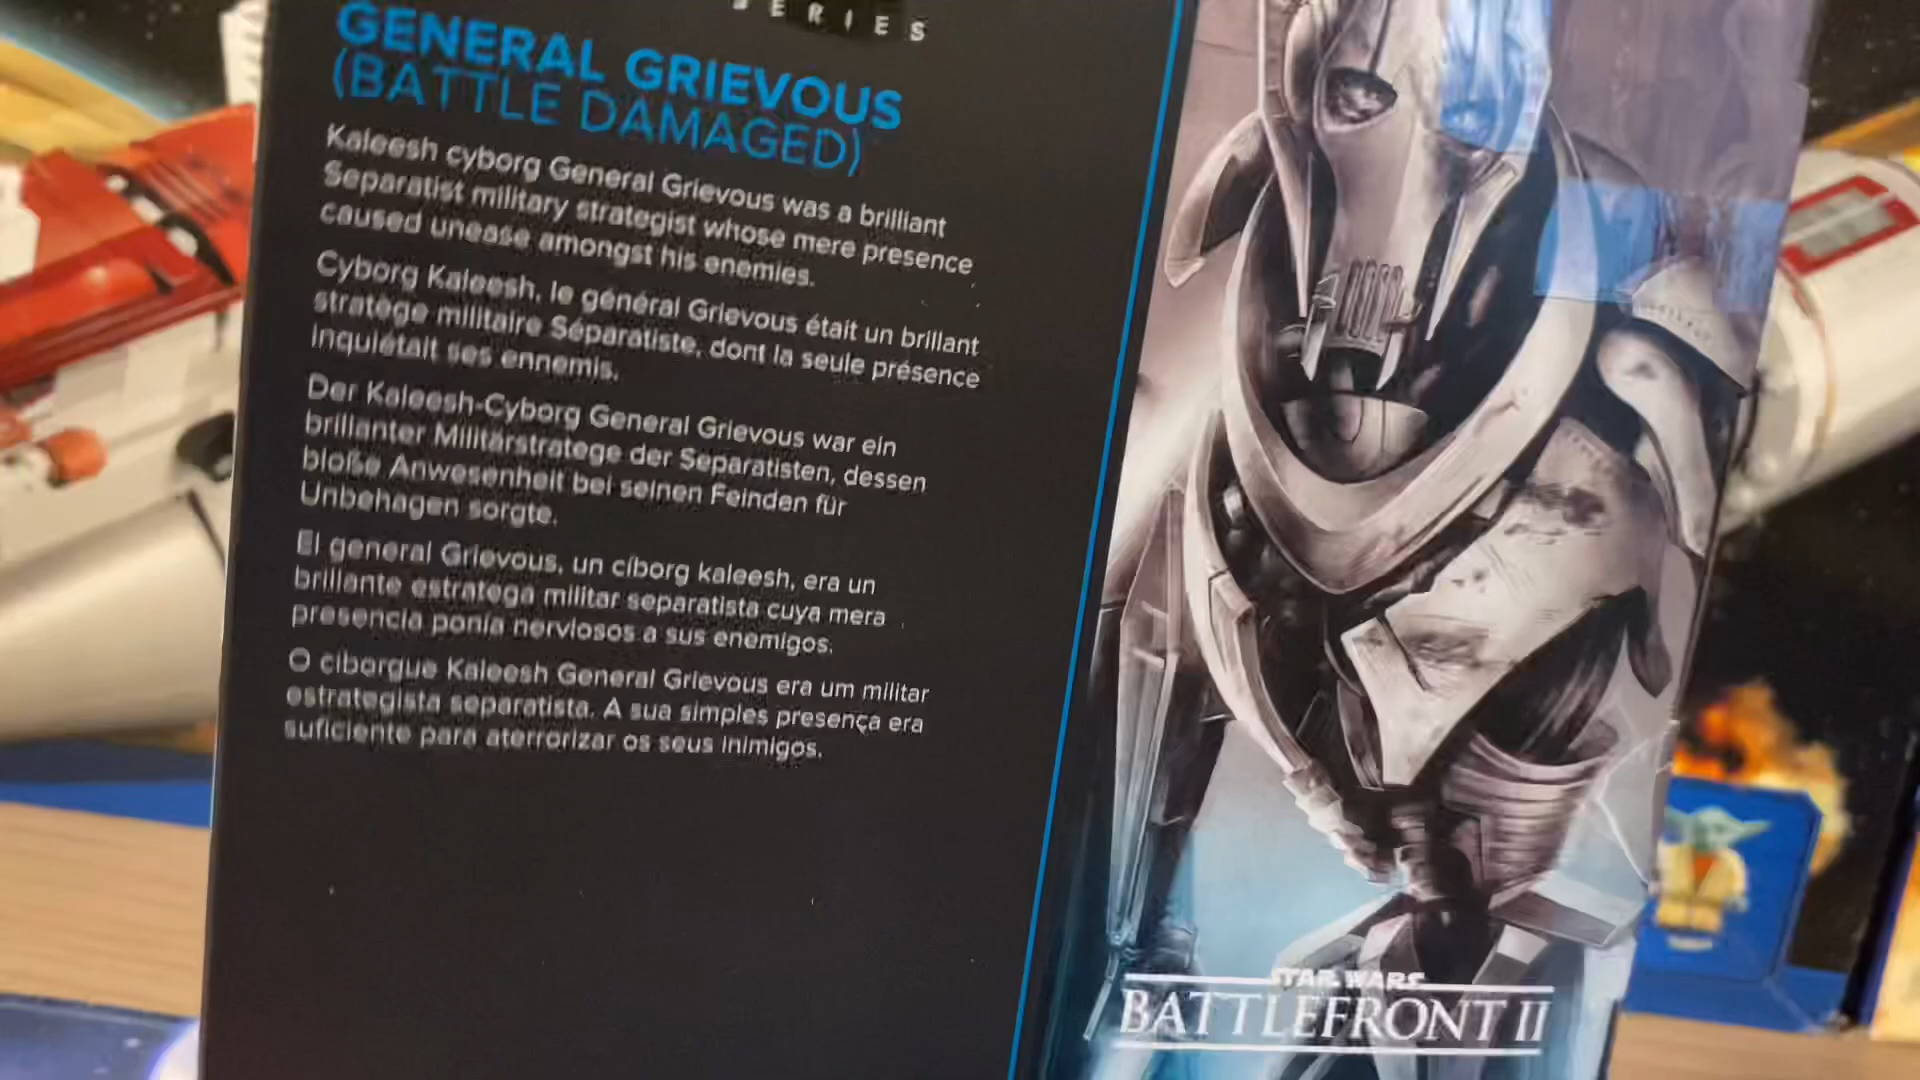 SERIES
GENERAL GRIEVOUS
(BATTLE DAMAGED)
Kaleesh cyborg General Grievous was a brilliant
Separatist military strategist whose mere presence
caused unease amongst his enemies.
Cyborg Kaleesh, le général Grievous était un brillant
stratège militaire Séparatiste, dont la seule présence
inquiétait ses ennemis.
Der Kaleesh-Cyborg General Grievous war ein
brillanter Militärstratege der Separatisten, dessen
bloße Anwesenheit bei seinen Feinden für
Unbehagen sorgte.
El general Grievous, un cíborg kaleesh, era un
brillante estratega militar separatista cuya mera
presencia ponía nerviosos a sus enemigos.
O ciborgue Kaleesh General Grievous era um militar
estrategista separatista. A sua simples presença era
suficiente para aterrorizar os seus inimigos.
STAR WARS
BATTLEFRONT II